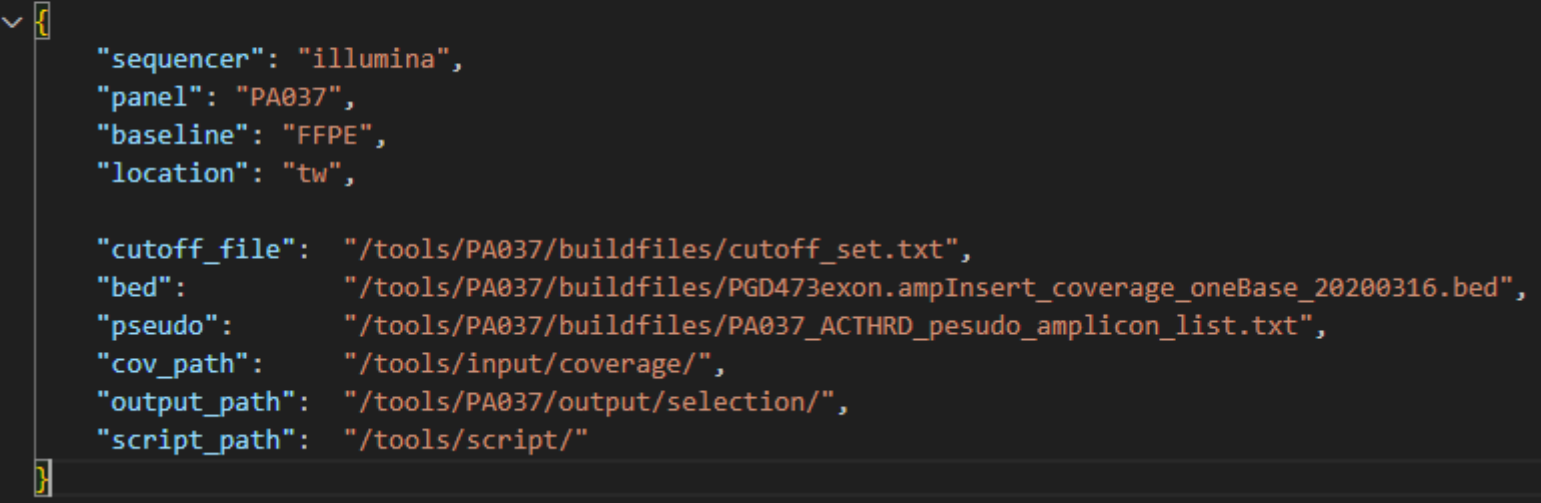 {
"sequencer": "illumina",
"panel": "PA037",
"baseline": "FFPE",
"location": "tw",
"cutoff_file": "/tools/PA037/buildfiles/cutoff_set.txt",
"bed": "/tools/PA037/buildfiles/PGD473exon.ampInsert_coverage_oneBase_20200316.bed",
"pseudo": "/tools/PA037/buildfiles/PA037_ACTHRD_pesudo_amplicon_list.txt",
"cov_path": "/tools/input/coverage/",
"output_path": "/tools/PA037/output/selection/",
"script_path": "/tools/script/"
}